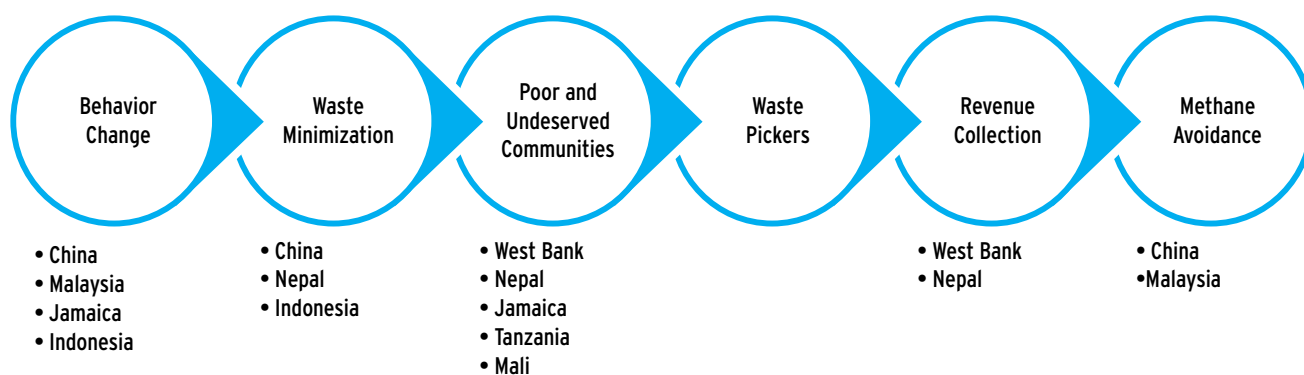 Behavior
Change
Waste
Minimization
Poor and
Undeserved
Communities
Waste
Pickers
Revenue
Collection
Methane
Avoidance
• China
• Malaysia
• Jamaica
• Indonesia
• China
• Nepal
• Indonesia
• West Bank
• Nepal
• Jamaica
• Tanzania
• Mali
• West Bank
• Nepal
• China
•Malaysia